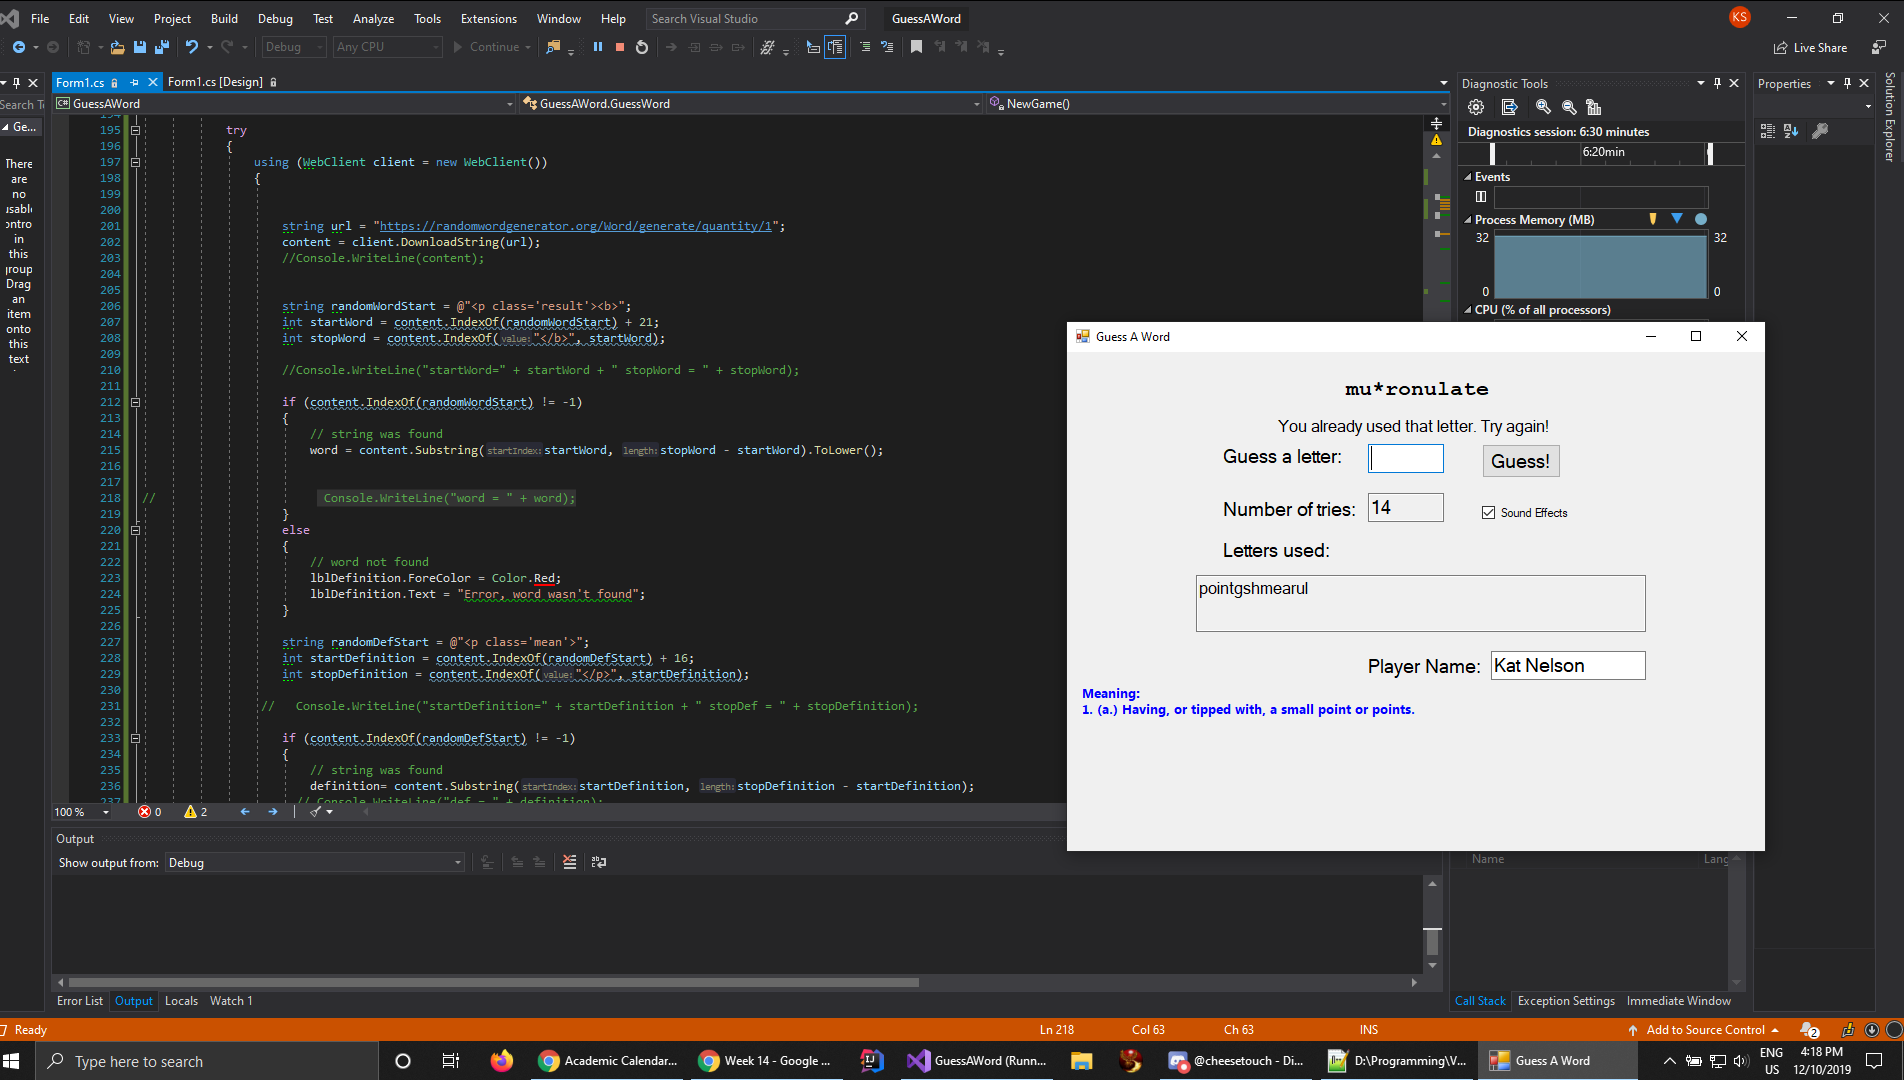 File Edit View Project Build Debug Test Analyze Tools Extensions Window Help Search Visual Studio GuessAWord KS
Debug Any CPU Continue Live Share
Form1.cs Form1.cs [Design]
Search
C# GuessAWord GuessAWord.GuessWord NewGame()
Ge...
There
are
no
in
this
group
Drag
an
item
onto
this
text
195 try
196 {
197 using (WebClient client = new WebClient())
198 {
199
200
201 string url = "https://randomwordgenerator.org/Word/generate/quantity/1";
202 content = client.DownloadString(url);
203 //Console.WriteLine(content);
204
205
206 string randomWordStart = @"<p class='result'><b>";
207 int startWord = content.IndexOf(randomWordStart) + 21;
208 int stopWord = content.IndexOf(value:"</b>", startWord);
209
210 //Console.WriteLine("startWord=" + startWord + " stopWord = " + stopWord);
211
212 if (content.IndexOf(randomWordStart) != -1)
213 {
214 // string was found
215 word = content.Substring(startIndex:startWord, length:stopWord - startWord).ToLower();
216
217
218 // Console.WriteLine("word = " + word);
219 }
220 else
221 {
222 // word not found
223 lblDefinition.ForeColor = Color.Red;
224 lblDefinition.Text = "Error, word wasn't found";
225 }
226
227 string randomDefStart = @"<p class='mean'>";
228 int startDefinition = content.IndexOf(randomDefStart) + 16;
229 int stopDefinition = content.IndexOf(value:"</p>", startDefinition);
230
231 // Console.WriteLine("startDefinition=" + startDefinition + " stopDef = " + stopDefinition);
232
233 if (content.IndexOf(randomDefStart) != -1)
234 {
235 // string was found
236 definition= content.Substring(startIndex:startDefinition, length:stopDefinition - startDefinition);
237 // Console.WriteLine("def = " + definition);
100 % 0 2
Output
Show output from: Debug
Error List Output Locals Watch 1
Diagnostic Tools
Diagnostics session: 6:30 minutes
6:20min
Events
Process Memory (MB)
32 32
0 0
CPU (% of all processors)
Properties
Solution Explorer
Guess A Word
mu*ronulate
You already used that letter. Try again!
Guess a letter: Guess!
Number of tries: 14 Sound Effects
Letters used:
pointgshmearul
Player Name: Kat Nelson
Meaning:
1. (a.) Having, or tipped with, a small point or points.
Name Lang
Call Stack Exception Settings Immediate Window
Ready Ln 218 Col 63 Ch 63 INS Add to Source Control 2
Type here to search Academic Calendar... Week 14 - Google ... GuessAWord (Runn... @cheesetouch - Di... D:\Programming\V... Guess A Word ENG US 4:18 PM 12/10/2019